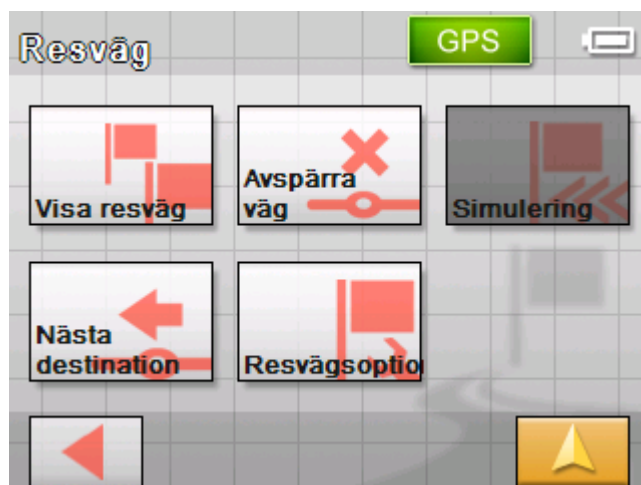 Resväg
GPS
Visa resväg
Avspärra
väg
Simulering
Nästa
destination
Resvägsoptio